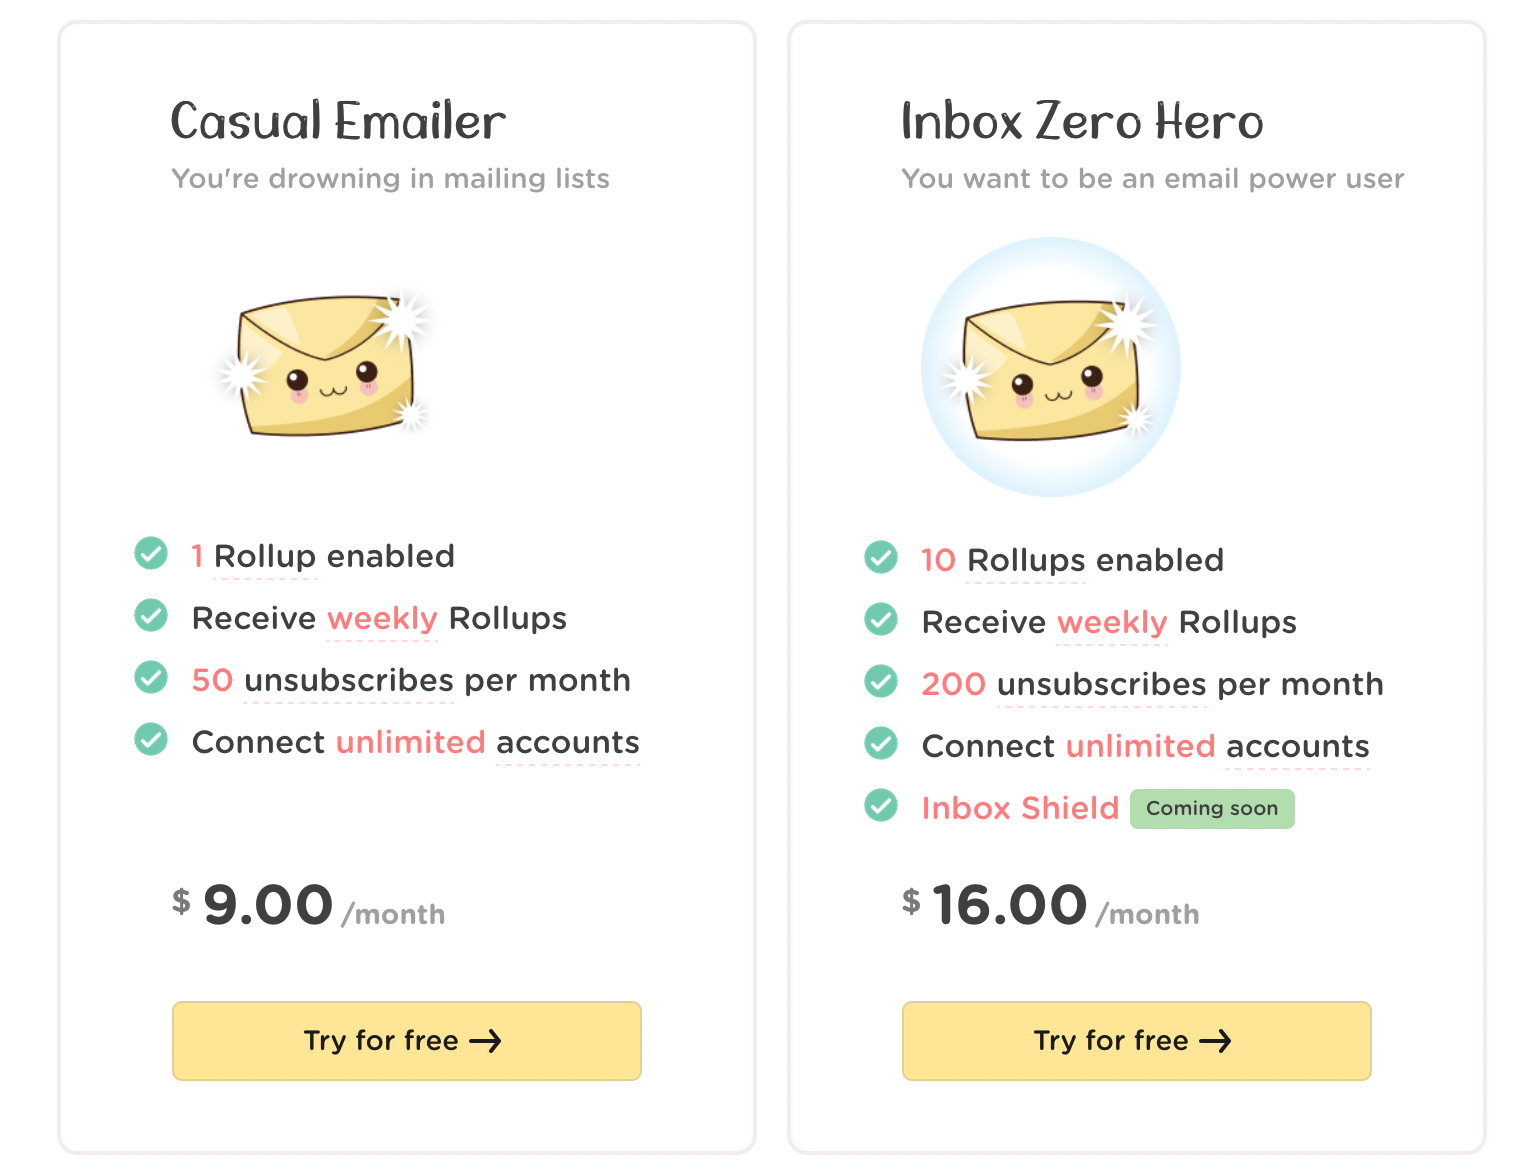 Casual Emailer
You're drowning in mailing lists
1 Rollup enabled
Receive weekly Rollups
50 unsubscribes per month
Connect unlimited accounts
$ 9.00 /month
Try for free →
Inbox Zero Hero
You want to be an email power user
10 Rollups enabled
Receive weekly Rollups
200 unsubscribes per month
Connect unlimited accounts
Inbox Shield Coming soon
$ 16.00 /month
Try for free →